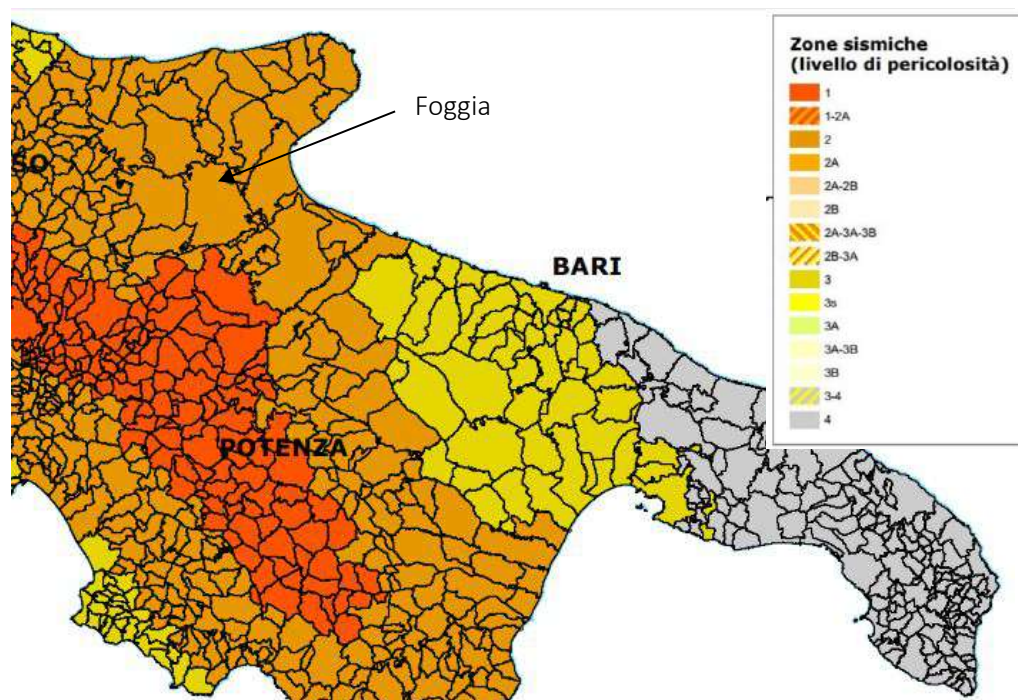 Foggia
SO
BARI
POTENZA
Zone sismiche
(livello di pericolosità)
1
1-2A
2
2A
2A-2B
2B
2A-3A-3B
2B-3A
3
3s
3A
3A-3B
3B
3-4
4